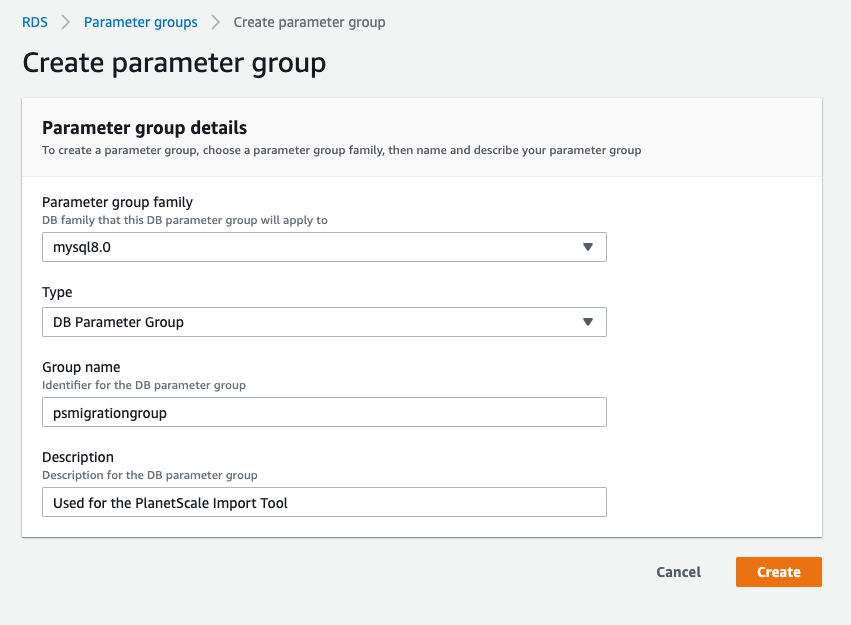 RDS > Parameter groups > Create parameter group
Create parameter group
Parameter group details
To create a parameter group, choose a parameter group family, then name and describe your parameter group
Parameter group family
DB family that this DB parameter group will apply to
mysql8.0
Type
DB Parameter Group
Group name
Identifier for the DB parameter group
psmigrationgroup
Description
Description for the DB parameter group
Used for the PlanetScale Import Tool
Cancel Create